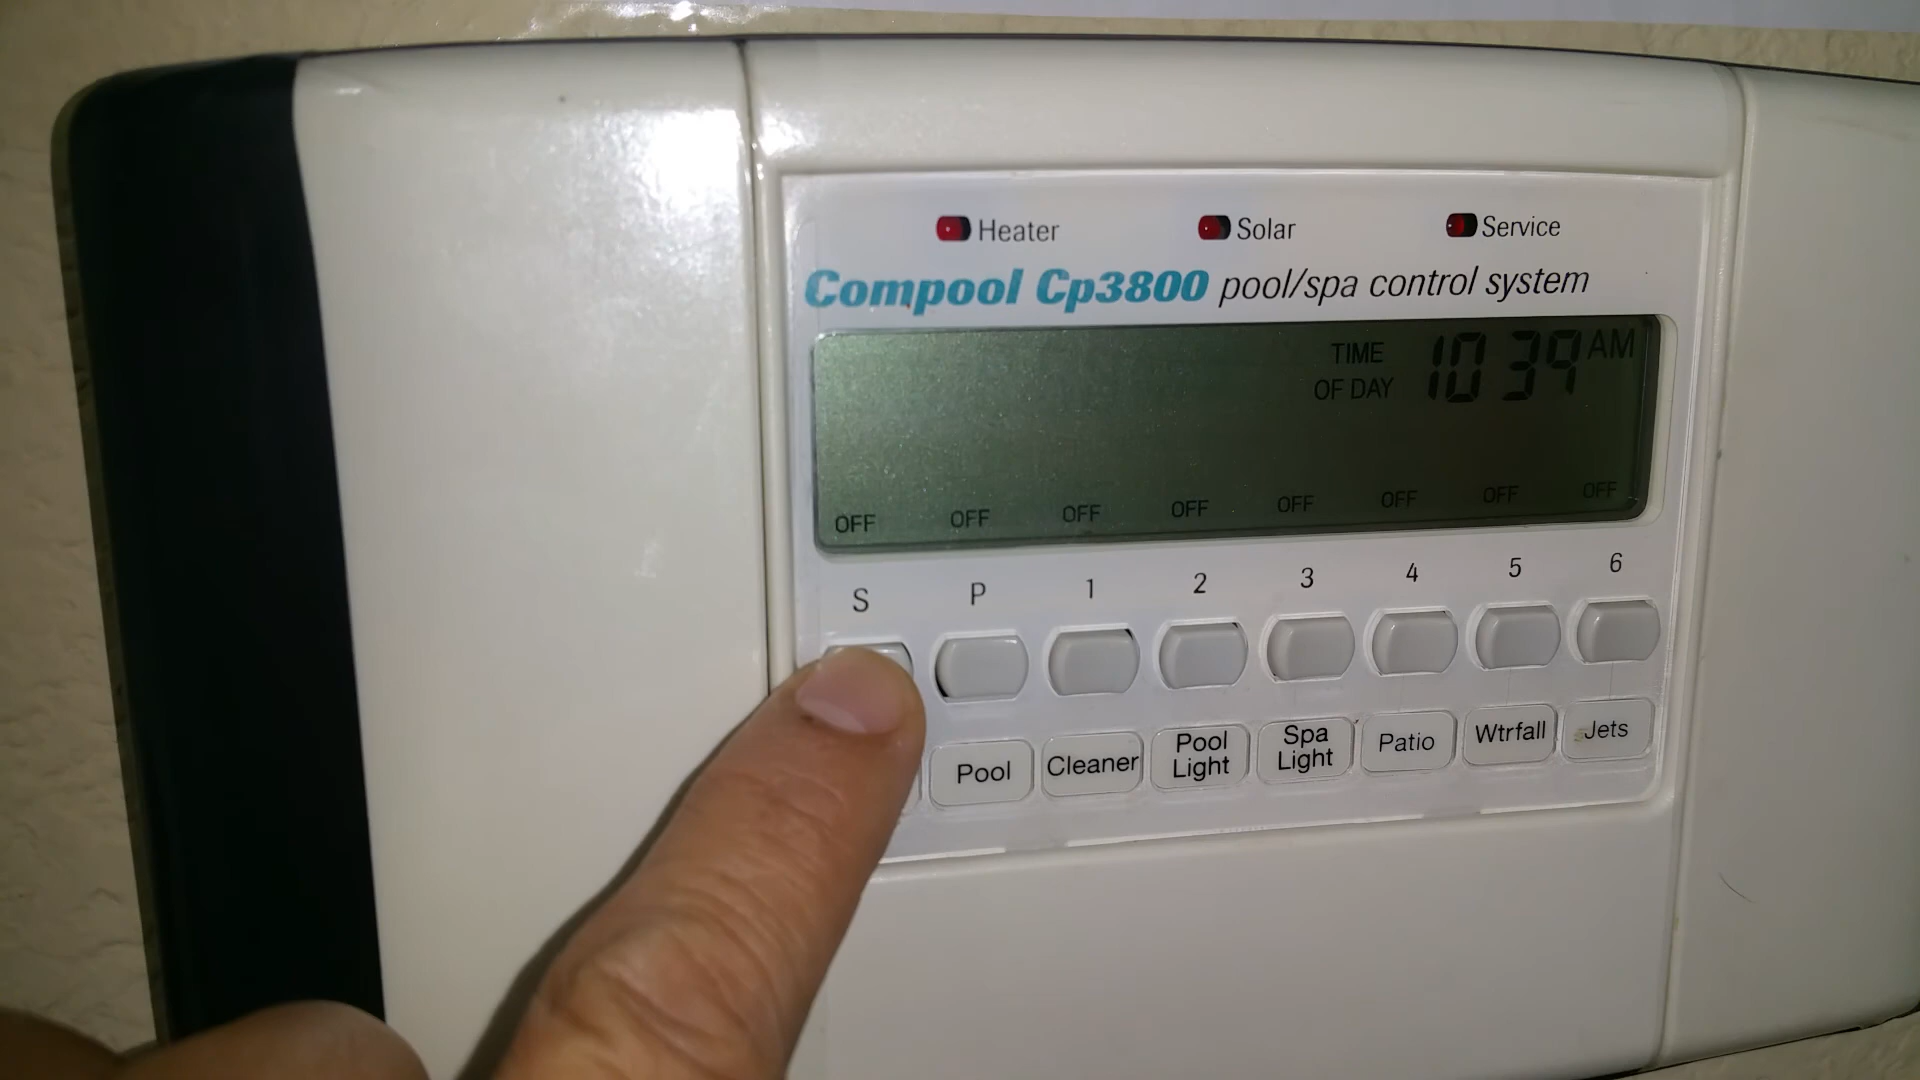 Heater Solar Service
Compool Cp3800 pool/spa control system
TIME 10 39 AM
OF DAY
OFF OFF OFF OFF OFF OFF OFF OFF
S P 1 2 3 4 5 6
Pool Cleaner Pool Light Spa Light Patio Wtrfall Jets